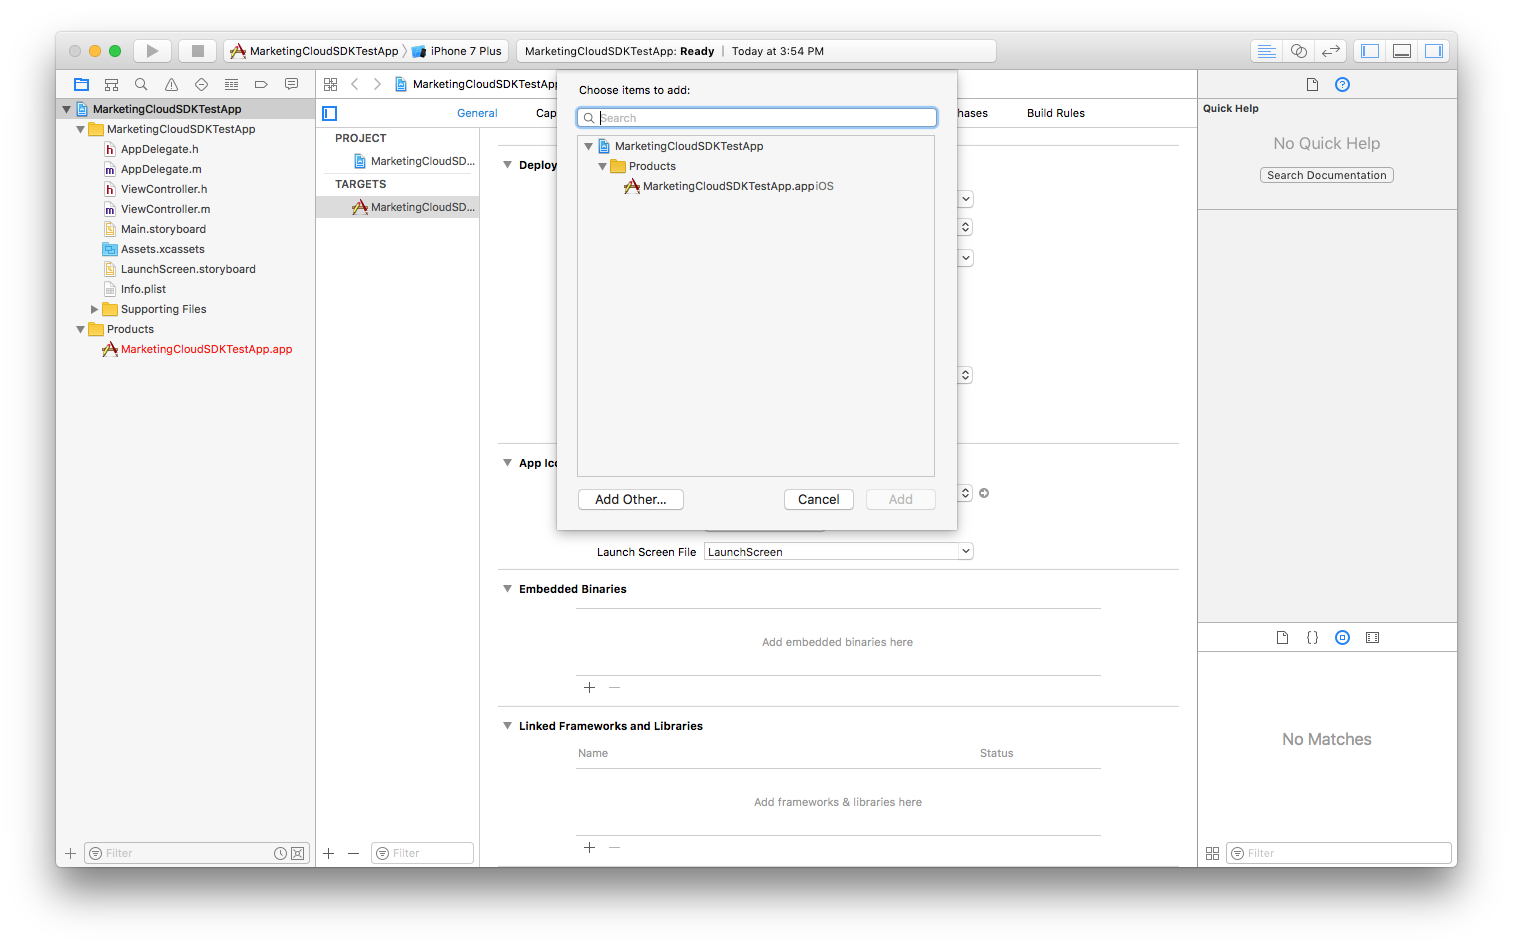 MarketingCloudSDKTestApp
iPhone 7 Plus
MarketingCloudSDKTestApp: Ready | Today at 3:54 PM
MarketingCloudSDKTestApp
MarketingCloudSDKTestApp
AppDelegate.h
AppDelegate.m
ViewController.h
ViewController.m
Main.storyboard
Assets.xcassets
LaunchScreen.storyboard
Info.plist
Supporting Files
Products
MarketingCloudSDKTestApp.app
Filter
MarketingCloudSDKTestApp
General
Cap
hases
Build Rules
PROJECT
MarketingCloudSD...
TARGETS
MarketingCloudSD...
Filter
Choose items to add:
Search
MarketingCloudSDKTestApp
Products
MarketingCloudSDKTestApp.app iOS
Add Other...
Cancel
Add
Deploy
App Ico
Launch Screen File
LaunchScreen
Embedded Binaries
Add embedded binaries here
Linked Frameworks and Libraries
Name
Status
Add frameworks & libraries here
Quick Help
No Quick Help
Search Documentation
No Matches
Filter